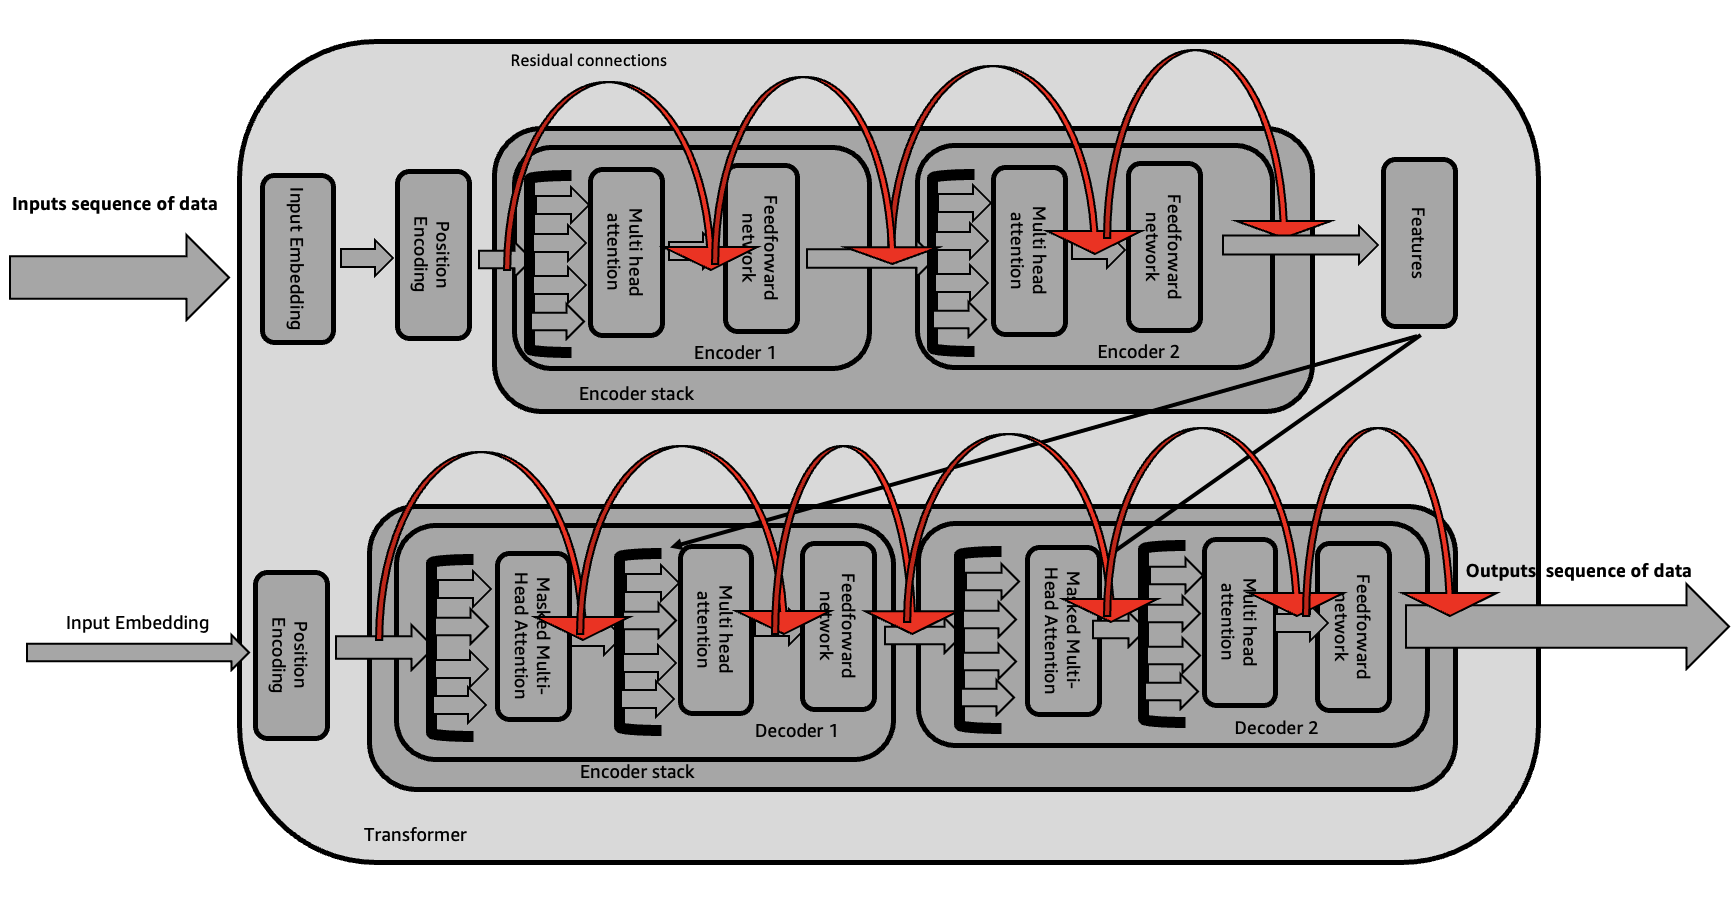 Residual connections
Inputs sequence of data
Input Embedding
Position
Encoding
Multi head
attention
Feedforward
network
Encoder 1
Multi head
attention
Feedforward
network
Encoder 2
Encoder stack
Features
Input Embedding
Position
Encoding
Masked Multi-
Head Attention
Multi head
attention
Feedforward
network
Decoder 1
Masked Multi-
Head Attention
Multi head
attention
Feedforward
network
Decoder 2
Encoder stack
Outputs sequence of data
Transformer